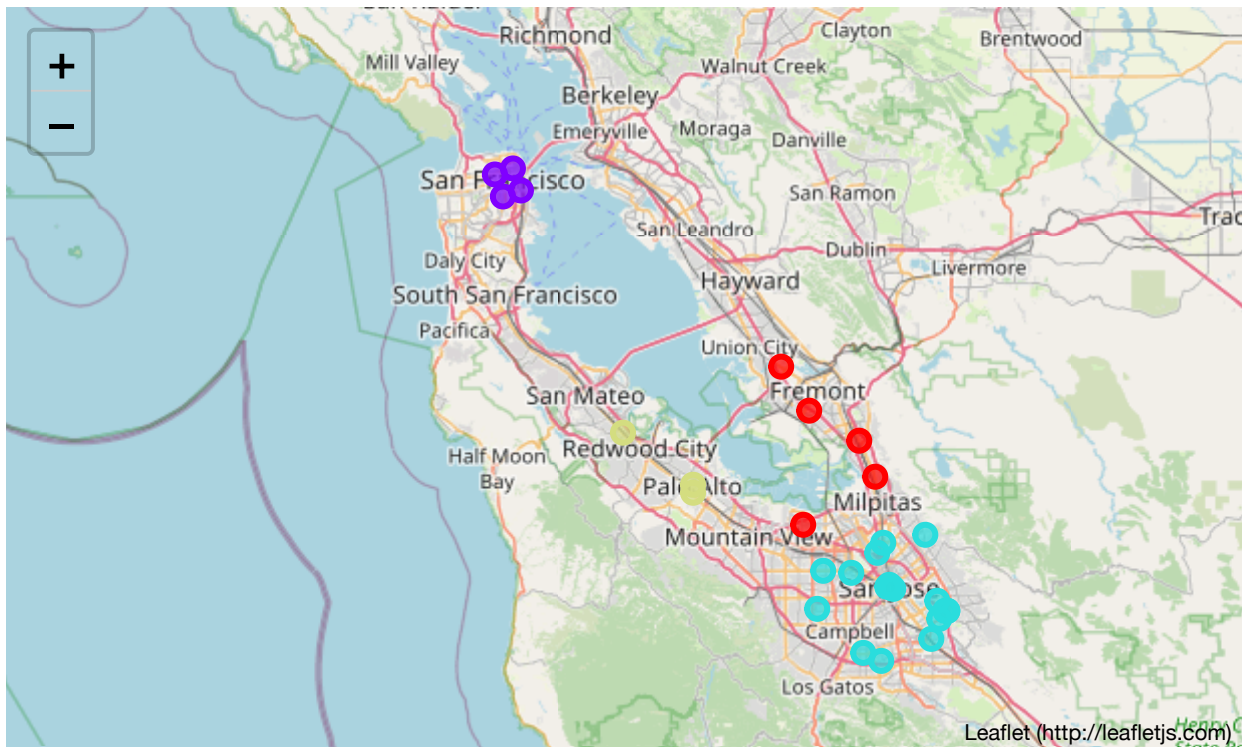 Richmond
Clayton
Brentwood
Mill Valley
Walnut Creek
Berkeley
Emeryville
Moraga
Danville
San Francisco
San Ramon
San Leandro
Dublin
Daly City
Livermore
Hayward
South San Francisco
Pacifica
Union City
Fremont
San Mateo
Redwood City
Half Moon
Bay
Palo Alto
Milpitas
Mountain View
San Jose
Campbell
Los Gatos
Leaflet (http://leafletjs.com)
+
−